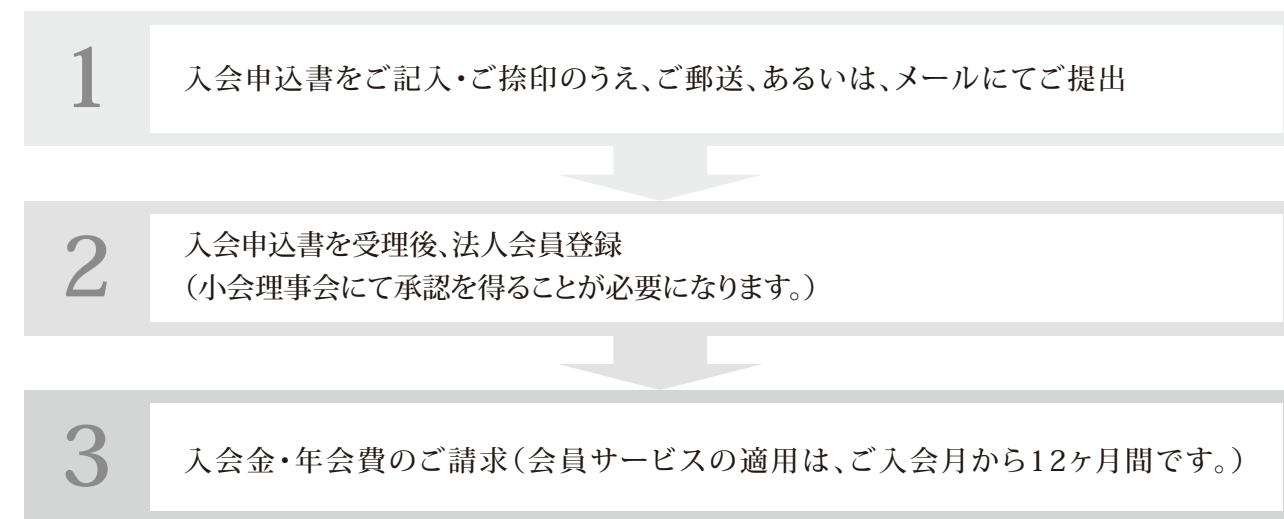 1
入会申込書をご記入・ご捺印のうえ、ご郵送、あるいは、メールにてご提出
2
入会申込書を受理後、法人会員登録
（小会理事会にて承認を得ることが必要になります。）
3
入会金・年会費のご請求（会員サービスの適用は、ご入会月から12ヶ月間です。）